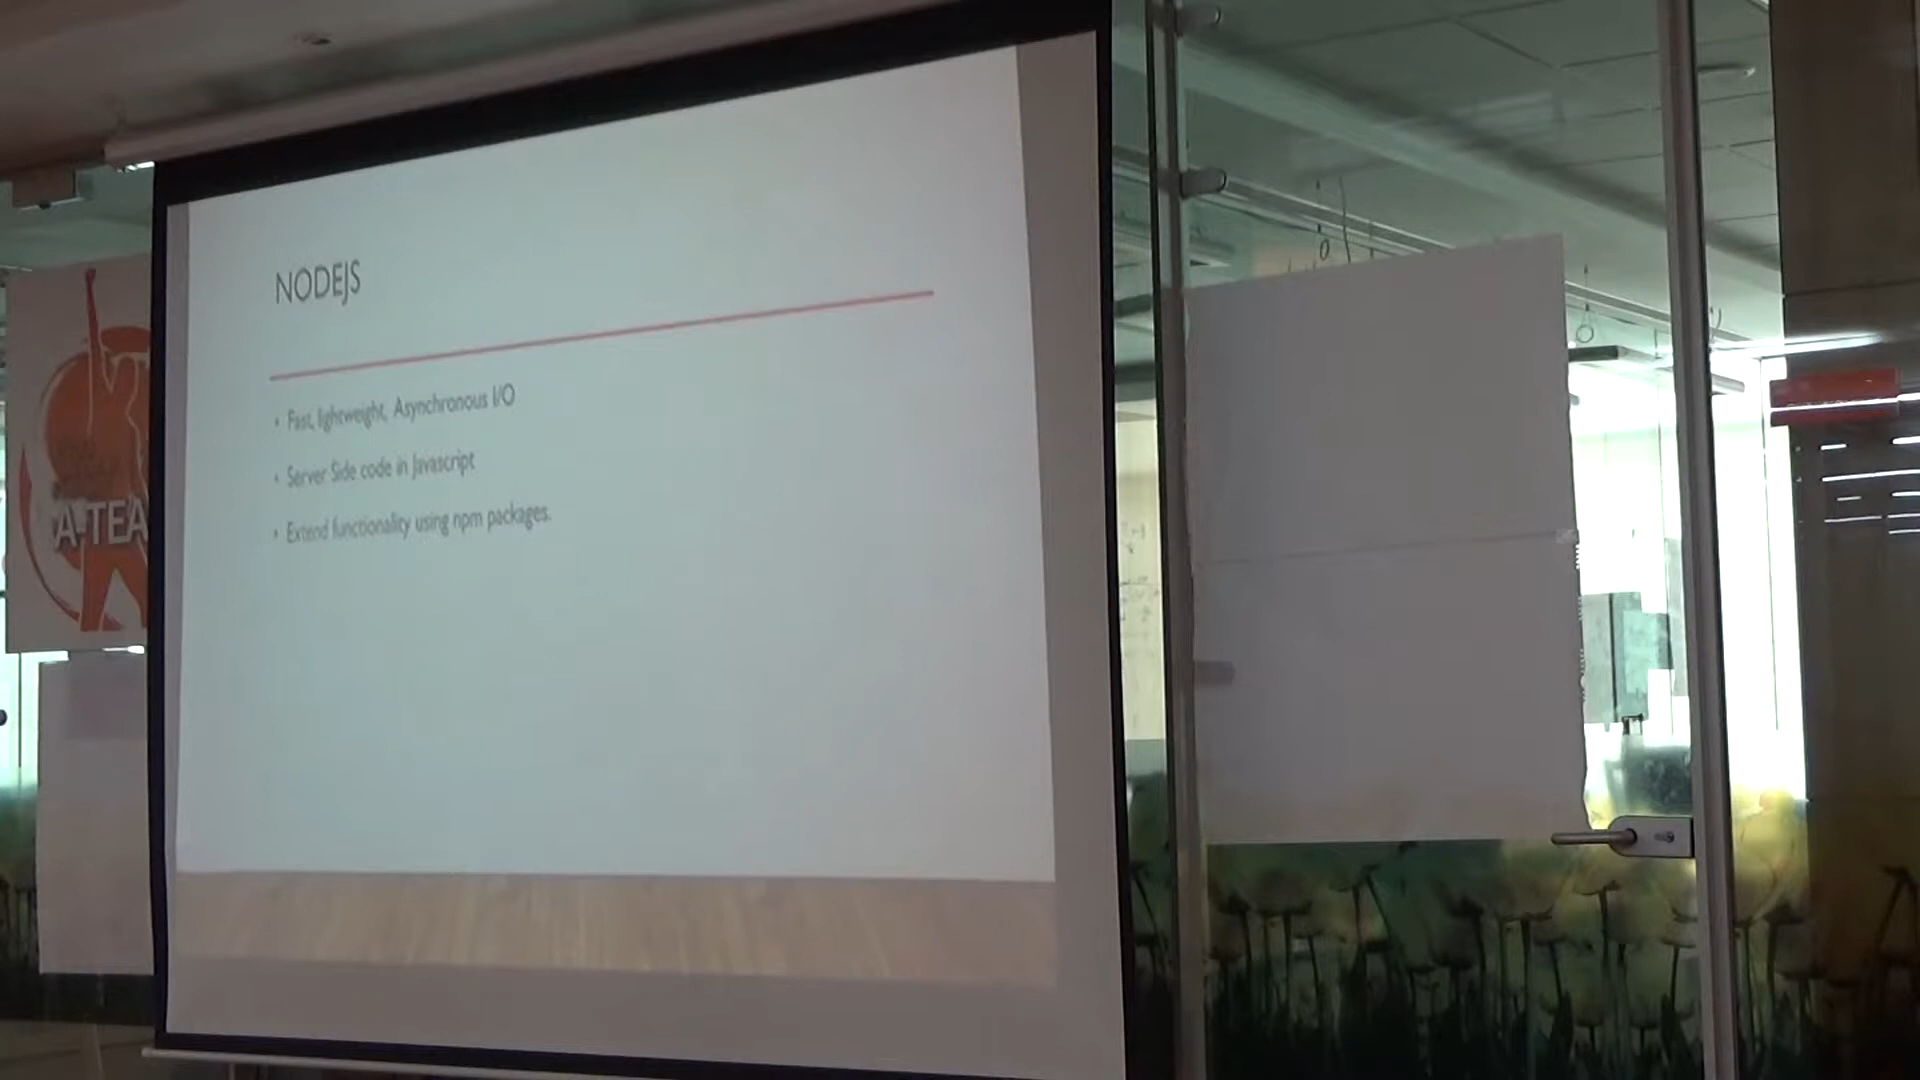 NODEJS
Fast, lightweight, Asynchronous I/O
Server Side code in Javascript
Extend functionality using npm packages.
A-TEA